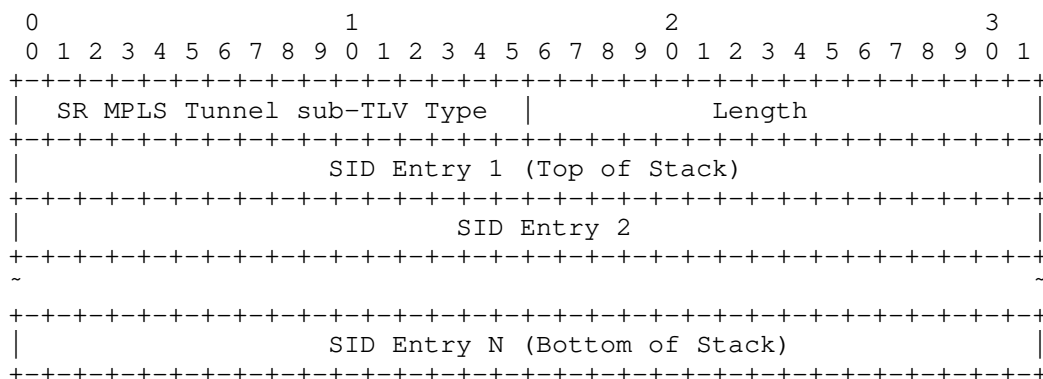 0                   1                   2                   3
 0 1 2 3 4 5 6 7 8 9 0 1 2 3 4 5 6 7 8 9 0 1 2 3 4 5 6 7 8 9 0 1
+-+-+-+-+-+-+-+-+-+-+-+-+-+-+-+-+-+-+-+-+-+-+-+-+-+-+-+-+-+-+-+-+
|  SR MPLS Tunnel sub-TLV Type  |           Length              |
+-+-+-+-+-+-+-+-+-+-+-+-+-+-+-+-+-+-+-+-+-+-+-+-+-+-+-+-+-+-+-+-+
|                   SID Entry 1 (Top of Stack)                  |
+-+-+-+-+-+-+-+-+-+-+-+-+-+-+-+-+-+-+-+-+-+-+-+-+-+-+-+-+-+-+-+-+
|                           SID Entry 2                         |
+-+-+-+-+-+-+-+-+-+-+-+-+-+-+-+-+-+-+-+-+-+-+-+-+-+-+-+-+-+-+-+-+
~                                                               ~
+-+-+-+-+-+-+-+-+-+-+-+-+-+-+-+-+-+-+-+-+-+-+-+-+-+-+-+-+-+-+-+-+
|                   SID Entry N (Bottom of Stack)               |
+-+-+-+-+-+-+-+-+-+-+-+-+-+-+-+-+-+-+-+-+-+-+-+-+-+-+-+-+-+-+-+-+